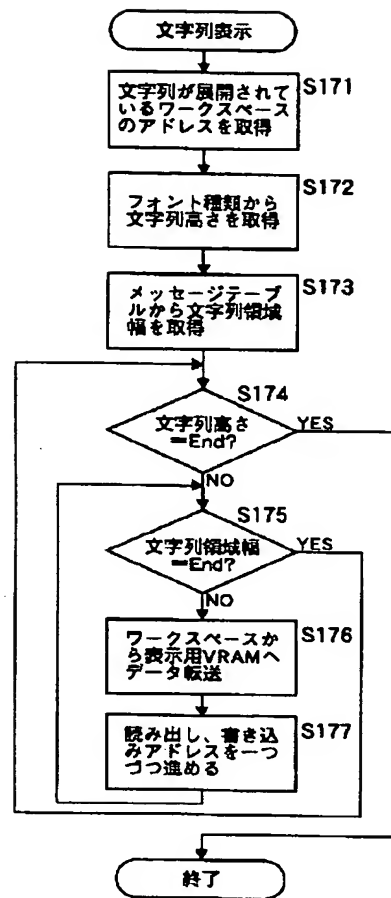 文字列表示
S171
文字列が展開されて
いるワークスペース
のアドレスを取得
S172
フォント種類から
文字列高さを取得
S173
メッセージテーブ
ルから文字列領域
幅を取得
S174
文字列高さ
=End?
YES
NO
S175
文字列領域幅
=End?
YES
NO
S176
ワークスペースか
ら表示用VRAMへ
データ転送
S177
読み出し、書き込
みアドレスを一つ
づつ進める
終了